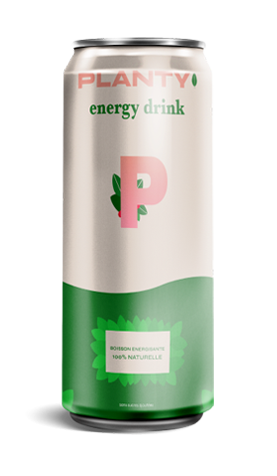 PLANTY
energy drink
P
BOISSON ENERGISANTE
100% NATURELLE